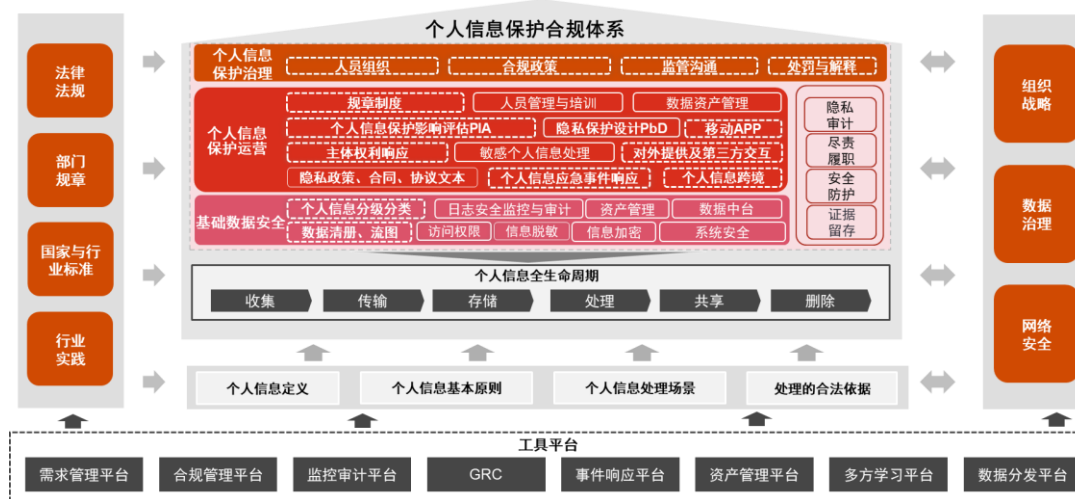 个人信息保护合规体系
法律
法规
部门
规章
国家与行
业标准
行业
实践
个人信息
保护治理
人员组织
合规政策
监管沟通
处罚与解释
个人信息
保护运营
规章制度
人员管理与培训
数据资产管理
个人信息保护影响评估PIA
隐私保护设计PbD
移动APP
主体权利响应
敏感个人信息处理
对外提供及第三方交互
隐私政策、合同、协议文本
个人信息应急事件响应
个人信息跨境
基础数据安全
个人信息分级分类
日志安全监控与审计
资产管理
数据中台
数据清册、流图
访问权限
信息脱敏
信息加密
系统安全
隐私
审计
尽责
履职
安全
防护
证据
留存
个人信息全生命周期
收集
传输
存储
处理
共享
删除
个人信息定义
个人信息基本原则
个人信息处理场景
处理的合法依据
组织
战略
数据
治理
网络
安全
工具平台
需求管理平台
合规管理平台
监控审计平台
GRC
事件响应平台
资产管理平台
多方学习平台
数据分发平台